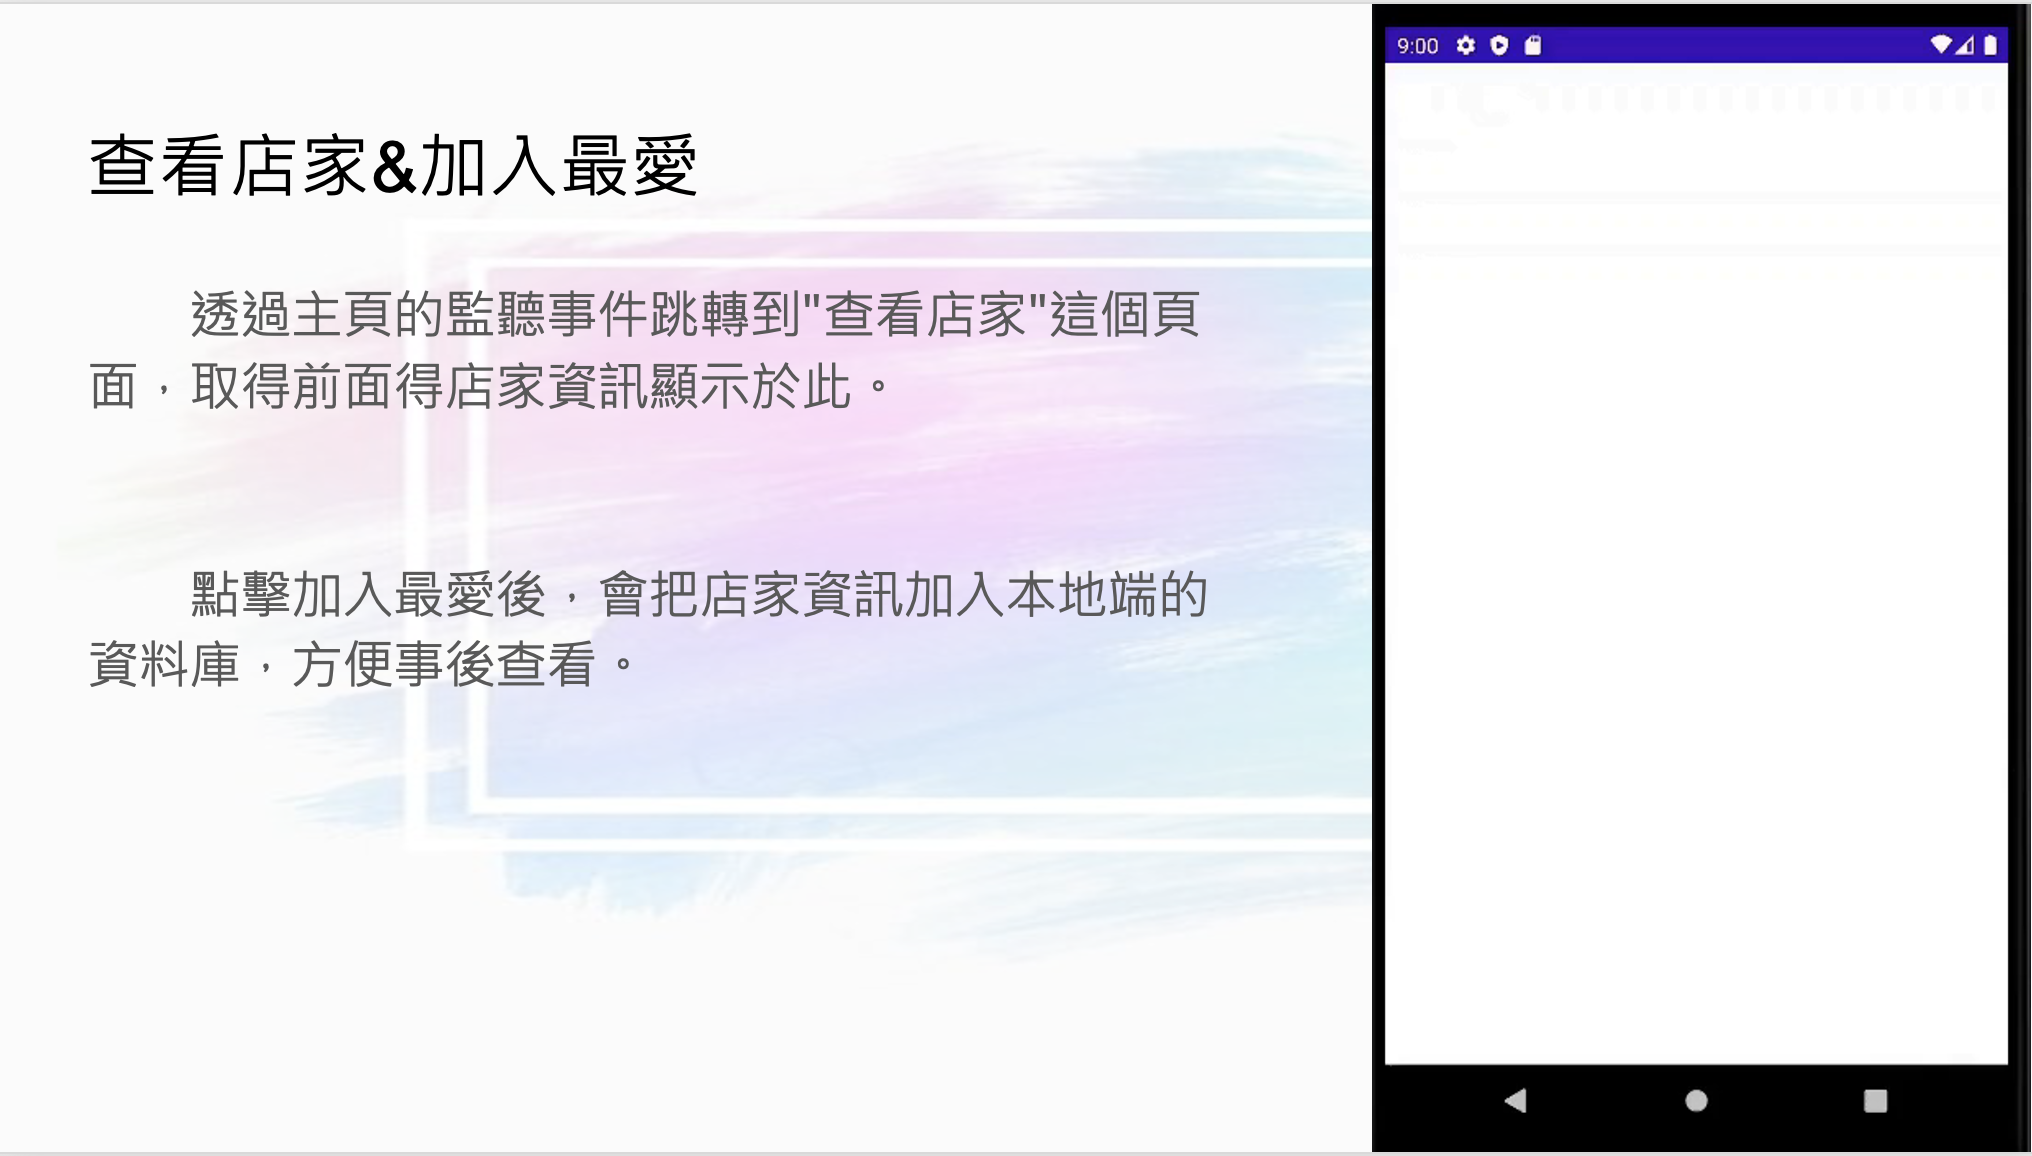 查看店家&加入最愛
透過主頁的監聽事件跳轉到"查看店家"這個頁
面，取得前面得店家資訊顯示於此。
點擊加入最愛後，會把店家資訊加入本地端的
資料庫，方便事後查看。
9:00